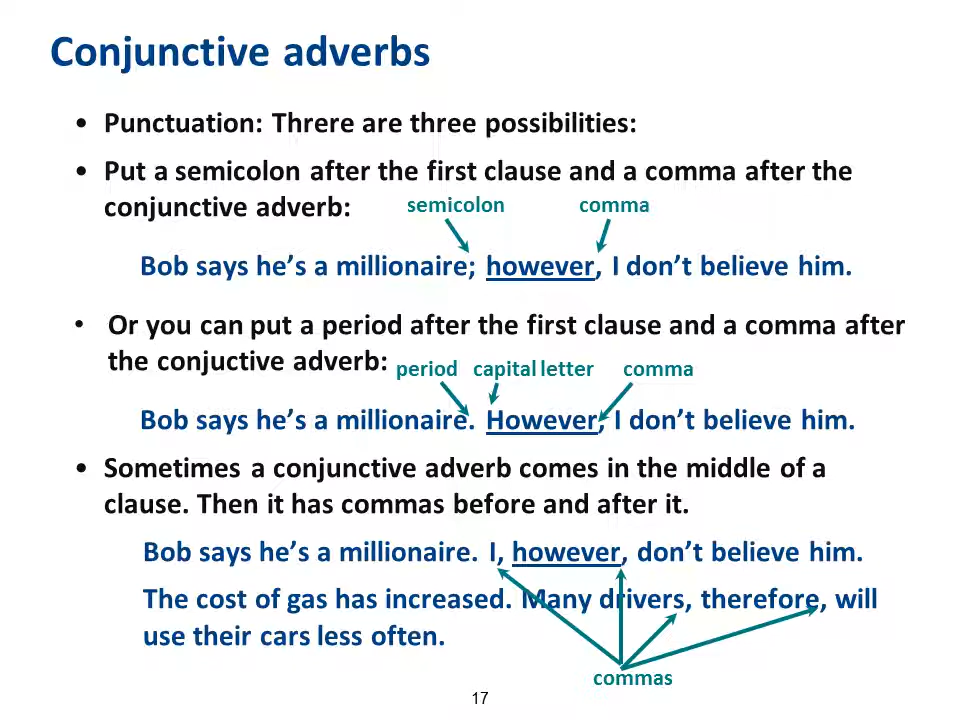 Conjunctive adverbs
• Punctuation: Threre are three possibilities:
• Put a semicolon after the first clause and a comma after the
conjunctive adverb:
semicolon comma
Bob says he’s a millionaire; however, I don’t believe him.
• Or you can put a period after the first clause and a comma after
the conjuctive adverb:
period capital letter comma
Bob says he’s a millionaire. However, I don’t believe him.
• Sometimes a conjunctive adverb comes in the middle of a
clause. Then it has commas before and after it.
Bob says he’s a millionaire. I, however, don’t believe him.
The cost of gas has increased. Many drivers, therefore, will
use their cars less often.
commas
17